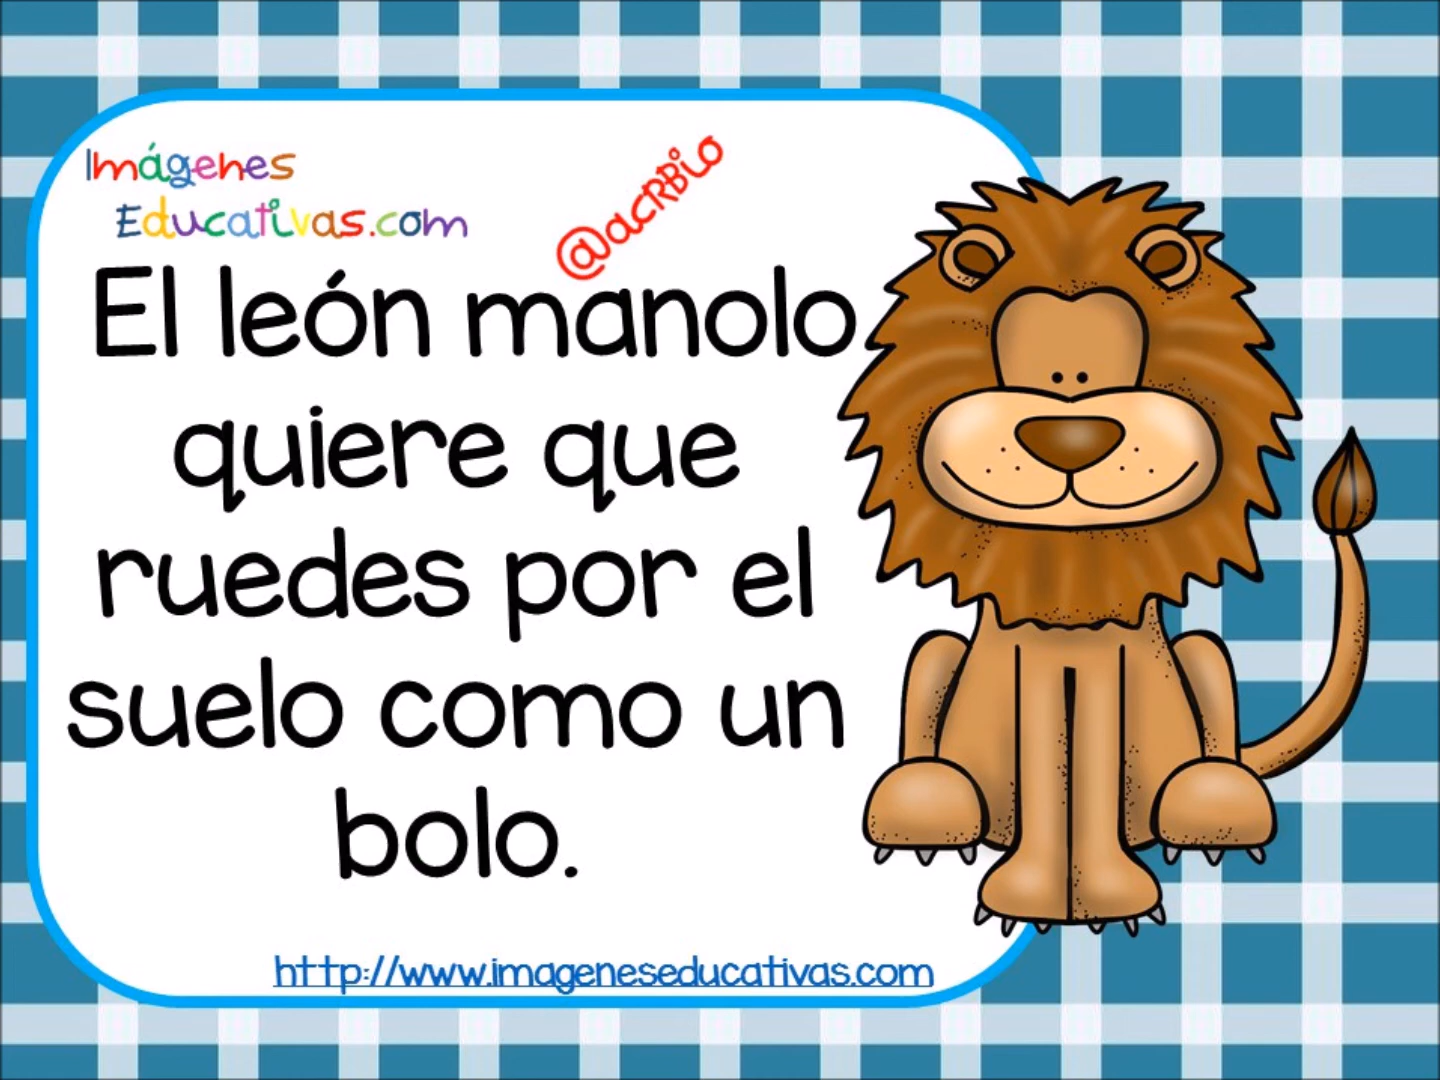 Imágenes
Educativas.com
@acrbio
El león manolo
quiere que
ruedes por el
suelo como un
bolo.
http://www.imageneseducativas.com